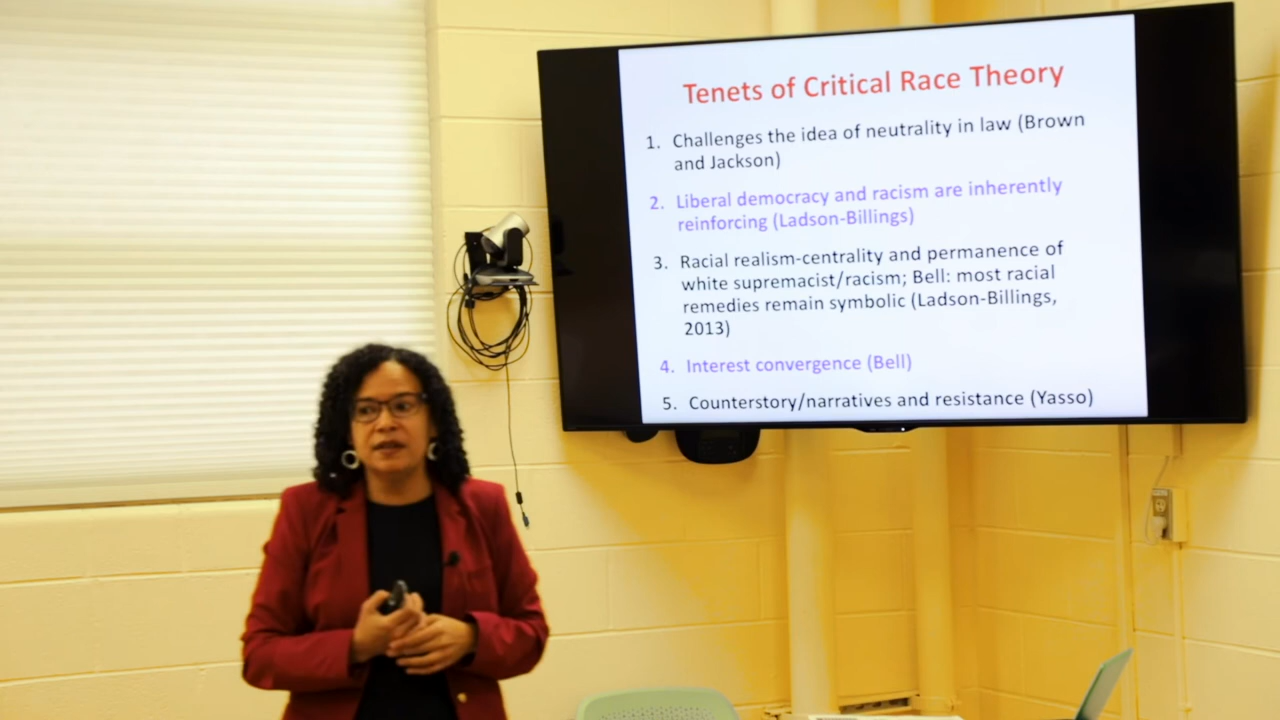 Tenets of Critical Race Theory
1. Challenges the idea of neutrality in law (Brown
and Jackson)
2. Liberal democracy and racism are inherently
reinforcing (Ladson-Billings)
3. Racial realism-centrality and permanence of
white supremacist/racism; Bell: most racial
remedies remain symbolic (Ladson-Billings,
2013)
4. Interest convergence (Bell)
5. Counterstory/narratives and resistance (Yasso)